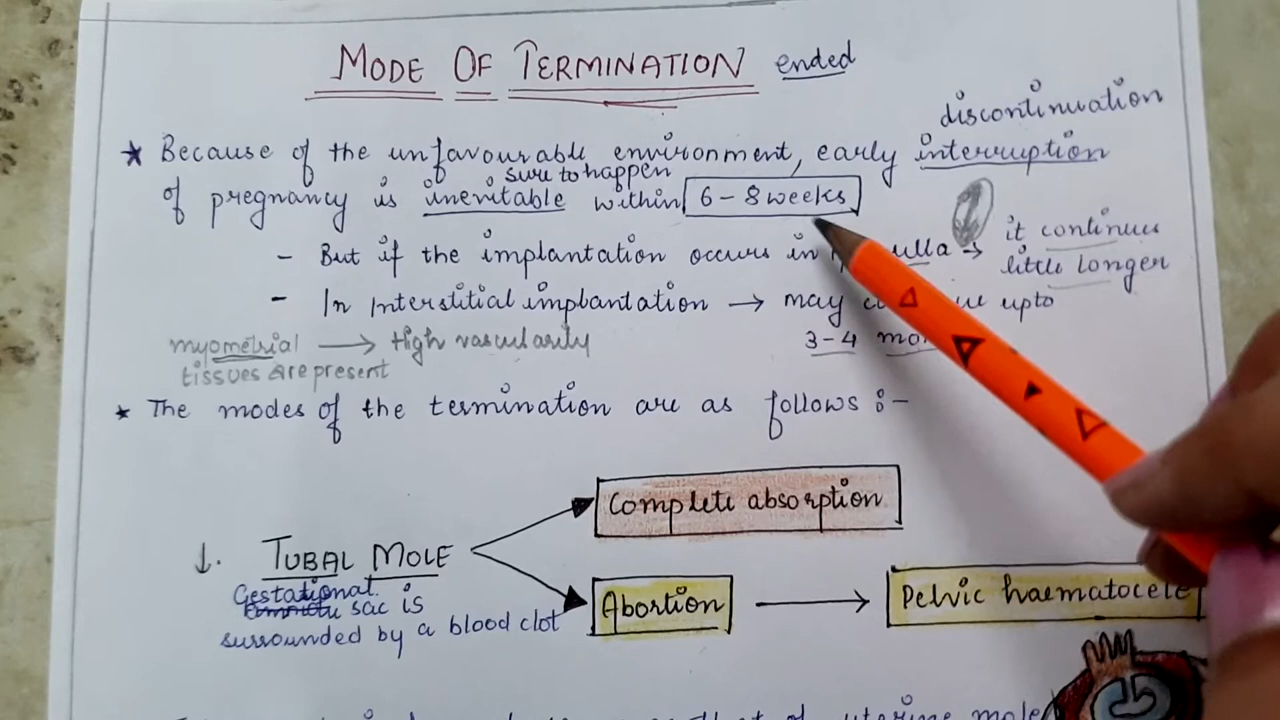 MODE OF TERMINATION ended
discontinuation
★ Because of the unfavourable environment, early interruption
sure to happen
of pregnancy is inevitable within 6-8 weeks
- But if the implantation occurs in → it continues
little longer
- In Interstitial implantation → may upto
3-4
myometrial → High vascularity
tissues are present
★ The modes of the termination are as follows :-
Complete absorption
1. TUBAL MOLE
Gestational
sac is
surrounded by a blood clot
Abortion → Pelvic haematocele
of uterine mole